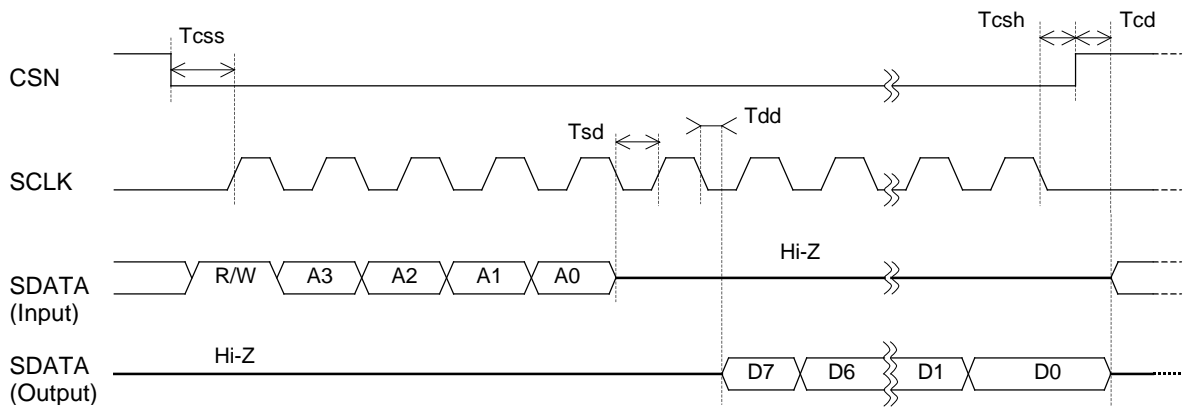 Tcss
Tcsh
Tcd
CSN
Tsd
Tdd
SCLK
Hi-Z
R/W
A3
A2
A1
A0
SDATA
(Input)
Hi-Z
SDATA
(Output)
D7
D6
D1
D0